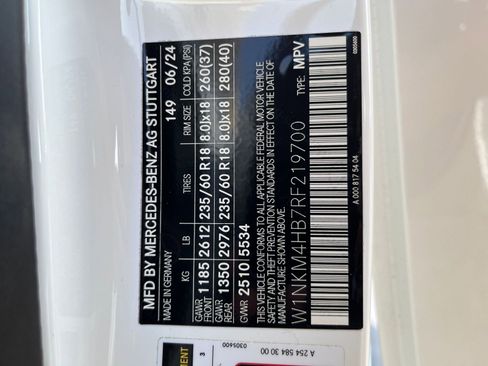 MFD BY MERCEDES-BENZ AG STUTTGART
MADE IN GERMANY 149 06/24
KG LB TIRES RIM SIZE COLD KPA(PSI)
GAWR FRONT 1185 2612 235/60 R18 8.0Jx18 260(37)
GAWR REAR 1350 2976 235/60 R18 8.0Jx18 280(40)
GVWR 2510 5534
THIS VEHICLE CONFORMS TO ALL APPLICABLE FEDERAL MOTOR VEHICLE
SAFETY AND THEFT PREVENTION STANDARDS IN EFFECT ON THE DATE OF
MANUFACTURE SHOWN ABOVE.
W1NKM4HB7RF219700 TYPE: MPV
A 000 817 54 04
0305600
3
0305600
A 254 584 30 00